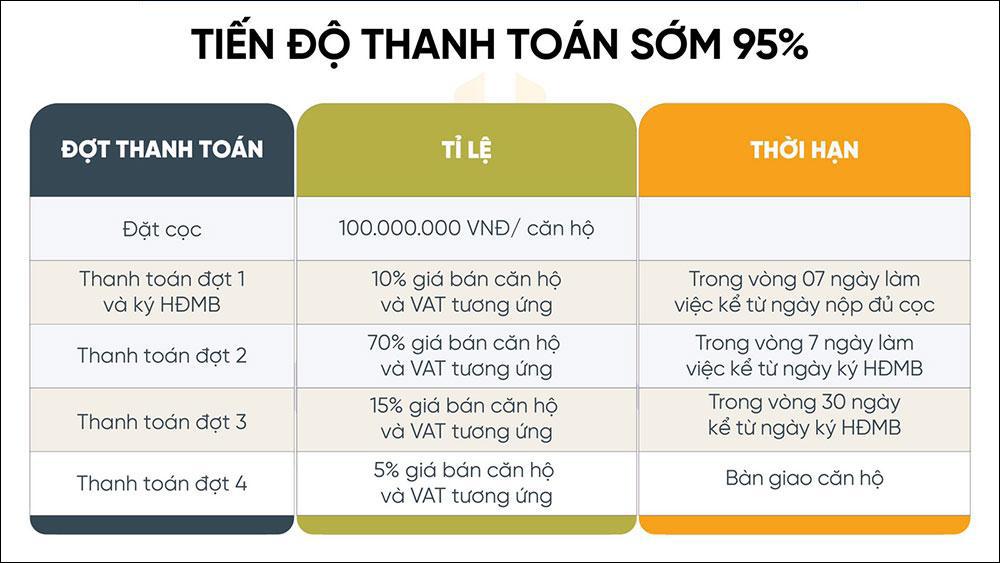 TIẾN ĐỘ THANH TOÁN SỚM 95%
ĐỢT THANH TOÁN
TỈ LỆ
THỜI HẠN
Đặt cọc
100.000.000 VNĐ/ căn hộ
Thanh toán đợt 1
và ký HĐMB
10% giá bán căn hộ
và VAT tương ứng
Trong vòng 07 ngày làm
việc kể từ ngày nộp đủ cọc
Thanh toán đợt 2
70% giá bán căn hộ
và VAT tương ứng
Trong vòng 7 ngày làm
việc kể từ ngày ký HĐMB
Thanh toán đợt 3
15% giá bán căn hộ
và VAT tương ứng
Trong vòng 30 ngày
kể từ ngày ký HĐMB
Thanh toán đợt 4
5% giá bán căn hộ
và VAT tương ứng
Bàn giao căn hộ